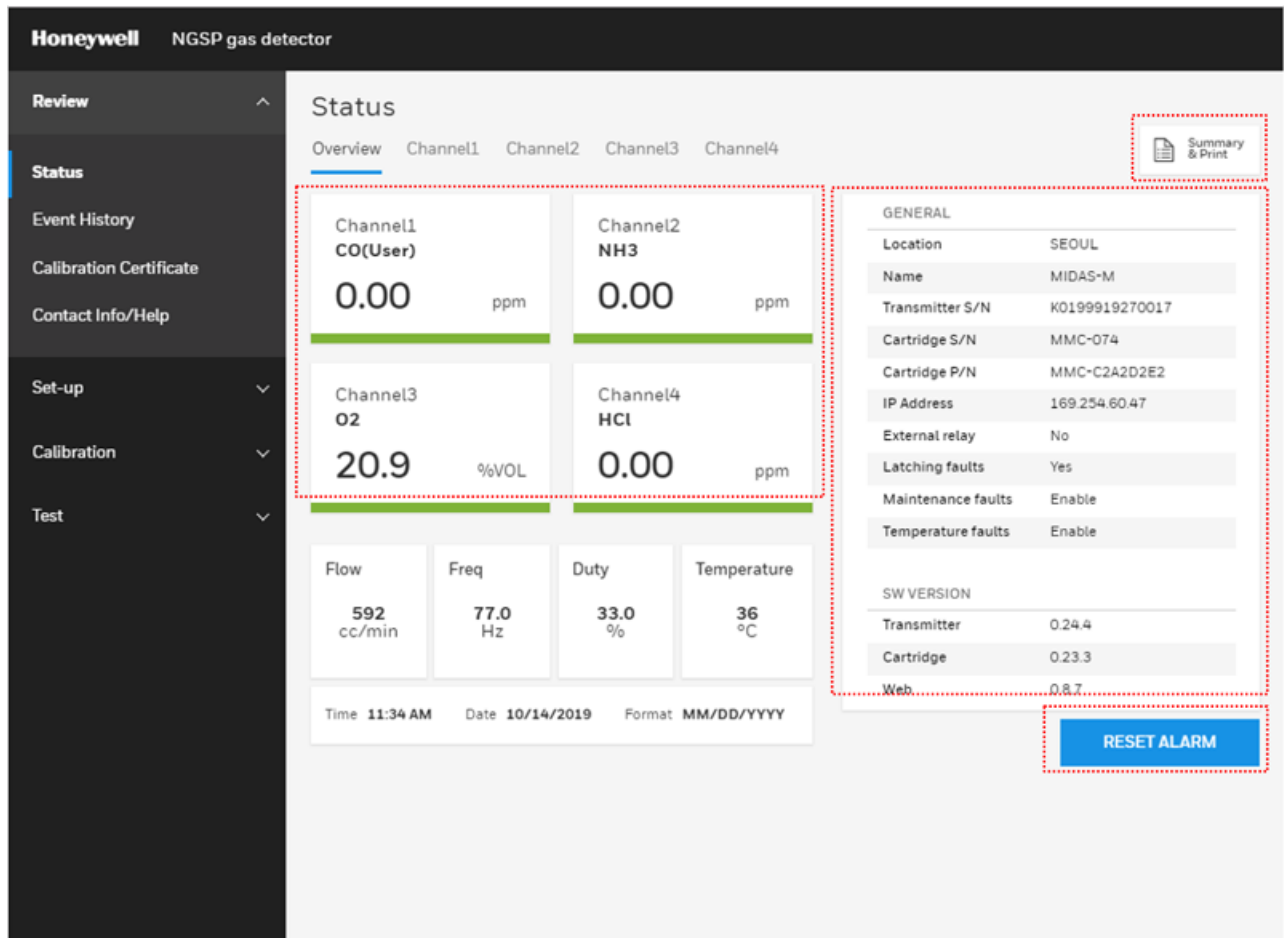 Honeywell NGSP gas detector
Review
Status
Event History
Calibration Certificate
Contact Info/Help
Set-up
Calibration
Test
Status
Overview Channel1 Channel2 Channel3 Channel4
Summary
& Print
Channel1
CO(User)
0.00 ppm
Channel2
NH3
0.00 ppm
Channel3
O2
20.9 %VOL
Channel4
HCl
0.00 ppm
Flow
592
cc/min
Freq
77.0
Hz
Duty
33.0
%
Temperature
36
°C
Time 11:34 AM Date 10/14/2019 Format MM/DD/YYYY
GENERAL
Location SEOUL
Name MIDAS-M
Transmitter S/N K0199919270017
Cartridge S/N MMC-074
Cartridge P/N MMC-C2A2D2E2
IP Address 169.254.60.47
External relay No
Latching faults Yes
Maintenance faults Enable
Temperature faults Enable
SW VERSION
Transmitter 0.24.4
Cartridge 0.23.3
Web 0.8.7
RESET ALARM